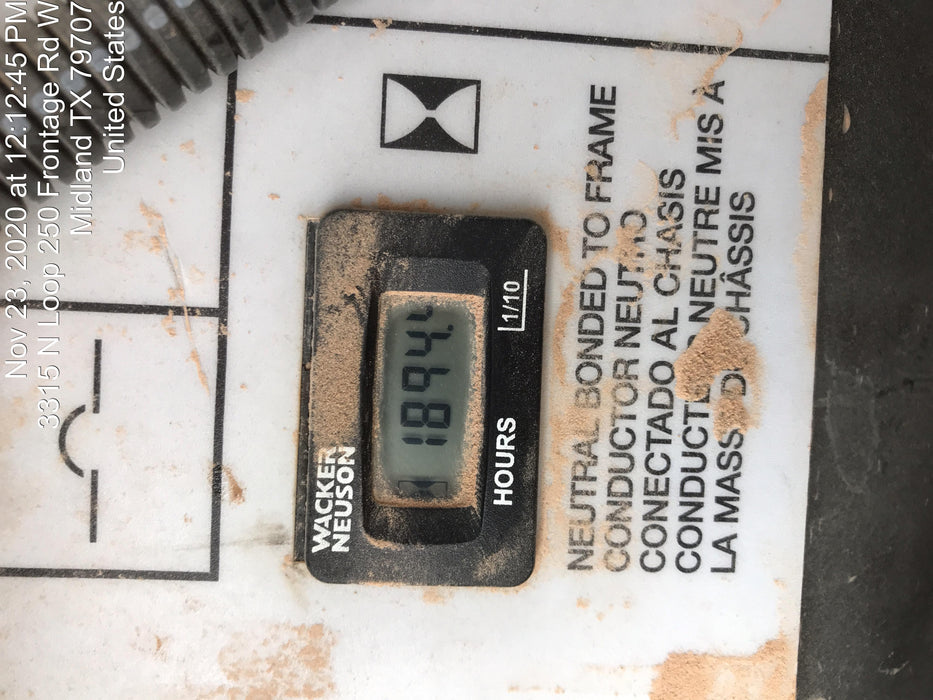 Nov 23, 2020 at 12:12:45 PM
3315 N Loop 250 Frontage Rd W
Midland TX 79707
United States
WACKER
NEUSON
1894.
HOURS
1/10
NEUTRAL BONDED TO FRAME
CONDUCTOR NEUTRO
CONECTADO AL CHASIS
NEUTRE MIS À
LA MASS CHÂSSIS